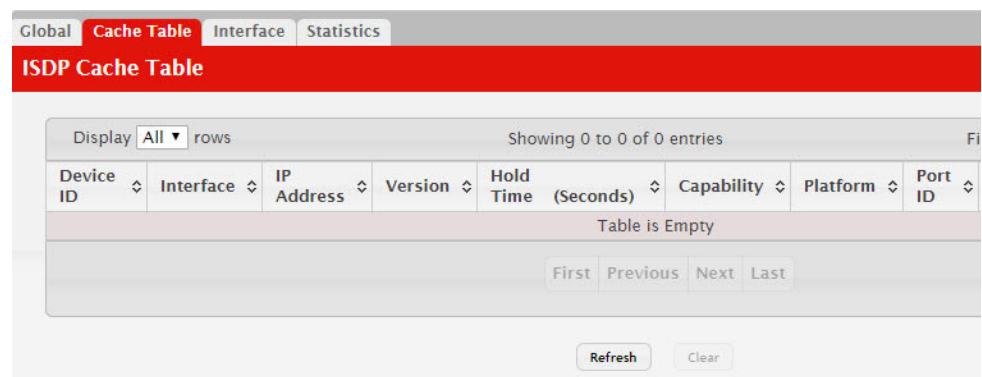 Global Cache Table Interface Statistics
ISDP Cache Table
Display All rows Showing 0 to 0 of 0 entries Fi
Device ID Interface IP Address Version Hold Time (Seconds) Capability Platform Port ID
Table is Empty
First Previous Next Last
Refresh Clear